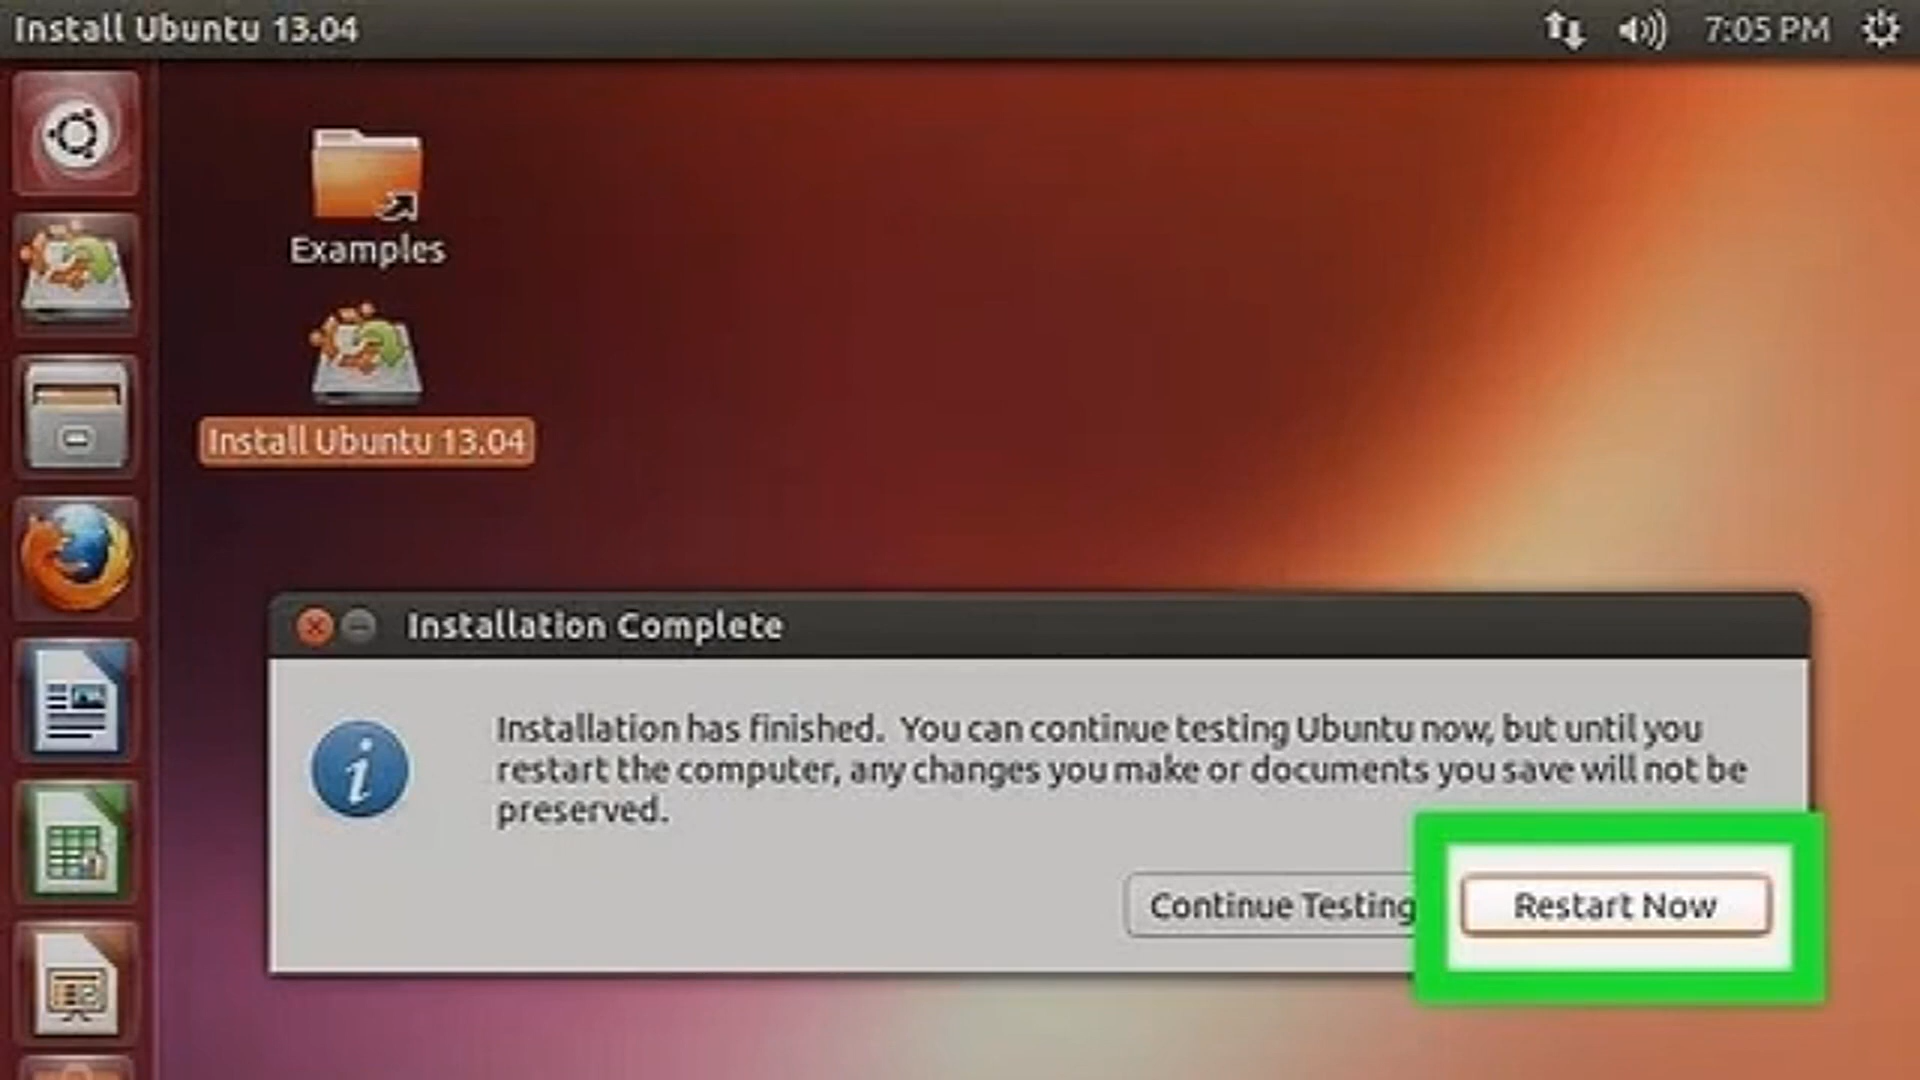 Install Ubuntu 13.04
7:05 PM
Examples
Install Ubuntu 13.04
Installation Complete
Installation has finished. You can continue testing Ubuntu now, but until you
restart the computer, any changes you make or documents you save will not be
preserved.
Continue Testing
Restart Now